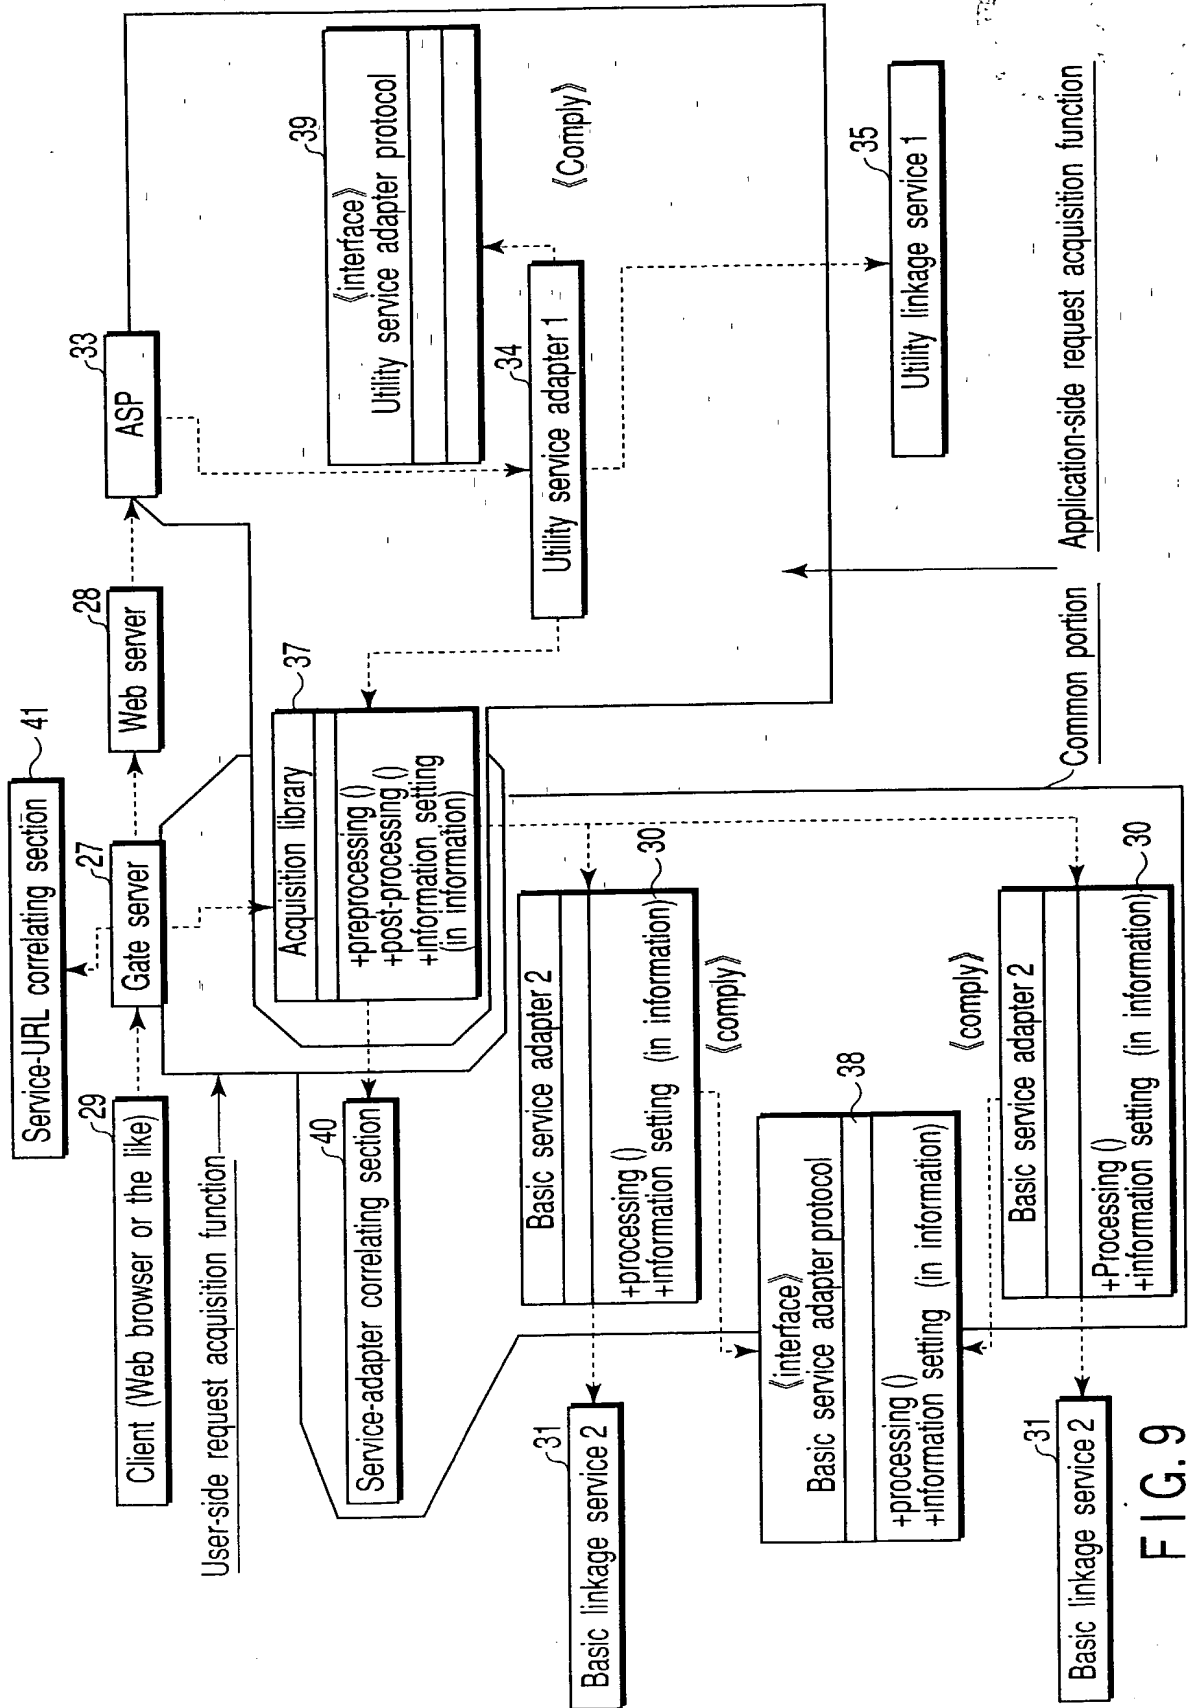 Service-URL correlating section
41
29
Client (Web browser or the like)
27
Gate server
28
Web server
33
ASP
User-side request acquisition function
40
Service-adapter correlating section
37
Acquisition library
+preprocessing ()
+post-processing ()
+information setting
(in information)
39
《interface》
Utility service adapter protocol
《Comply》
34
Utility service adapter 1
35
Utility linkage service 1
31
Basic linkage service 2
30
Basic service adapter 2
+processing ()
+information setting (in information)
《comply》
38
《interface》
Basic service adapter protocol
+processing ()
+information setting (in information)
《comply》
30
Basic service adapter 2
+Processing ()
+information setting (in information)
31
Basic linkage service 2
Common portion
Application-side request acquisition function
FIG. 9